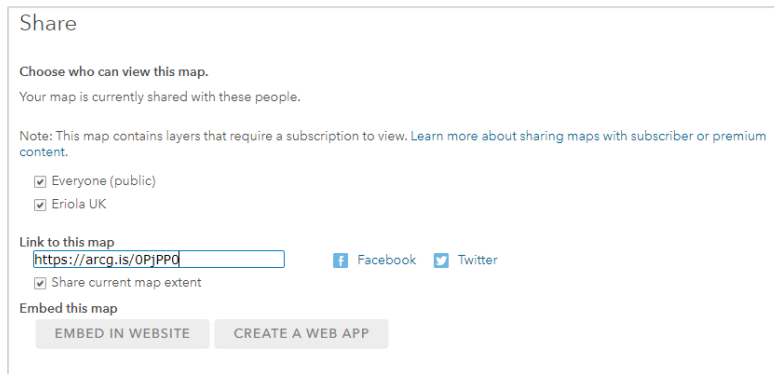 Share
Choose who can view this map.
Your map is currently shared with these people.
Note: This map contains layers that require a subscription to view. Learn more about sharing maps with subscriber or premium
content.
Everyone (public)
Eriola UK
Link to this map
https://arcg.is/0PjPP0 Facebook Twitter
Share current map extent
Embed this map
EMBED IN WEBSITE CREATE A WEB APP